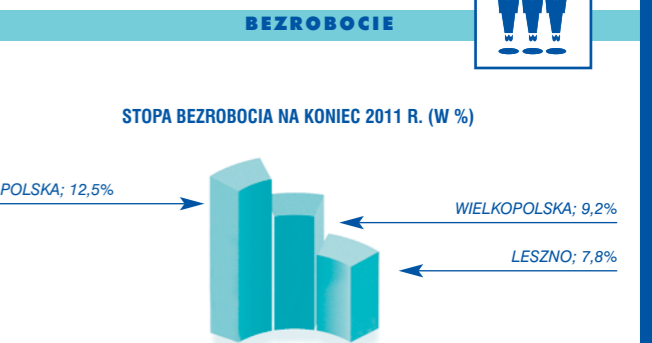 BEZROBOCIE
STOPA BEZROBOCIA NA KONIEC 2011 R. (W %)
POLSKA; 12,5%
WIELKOPOLSKA; 9,2%
LESZNO; 7,8%